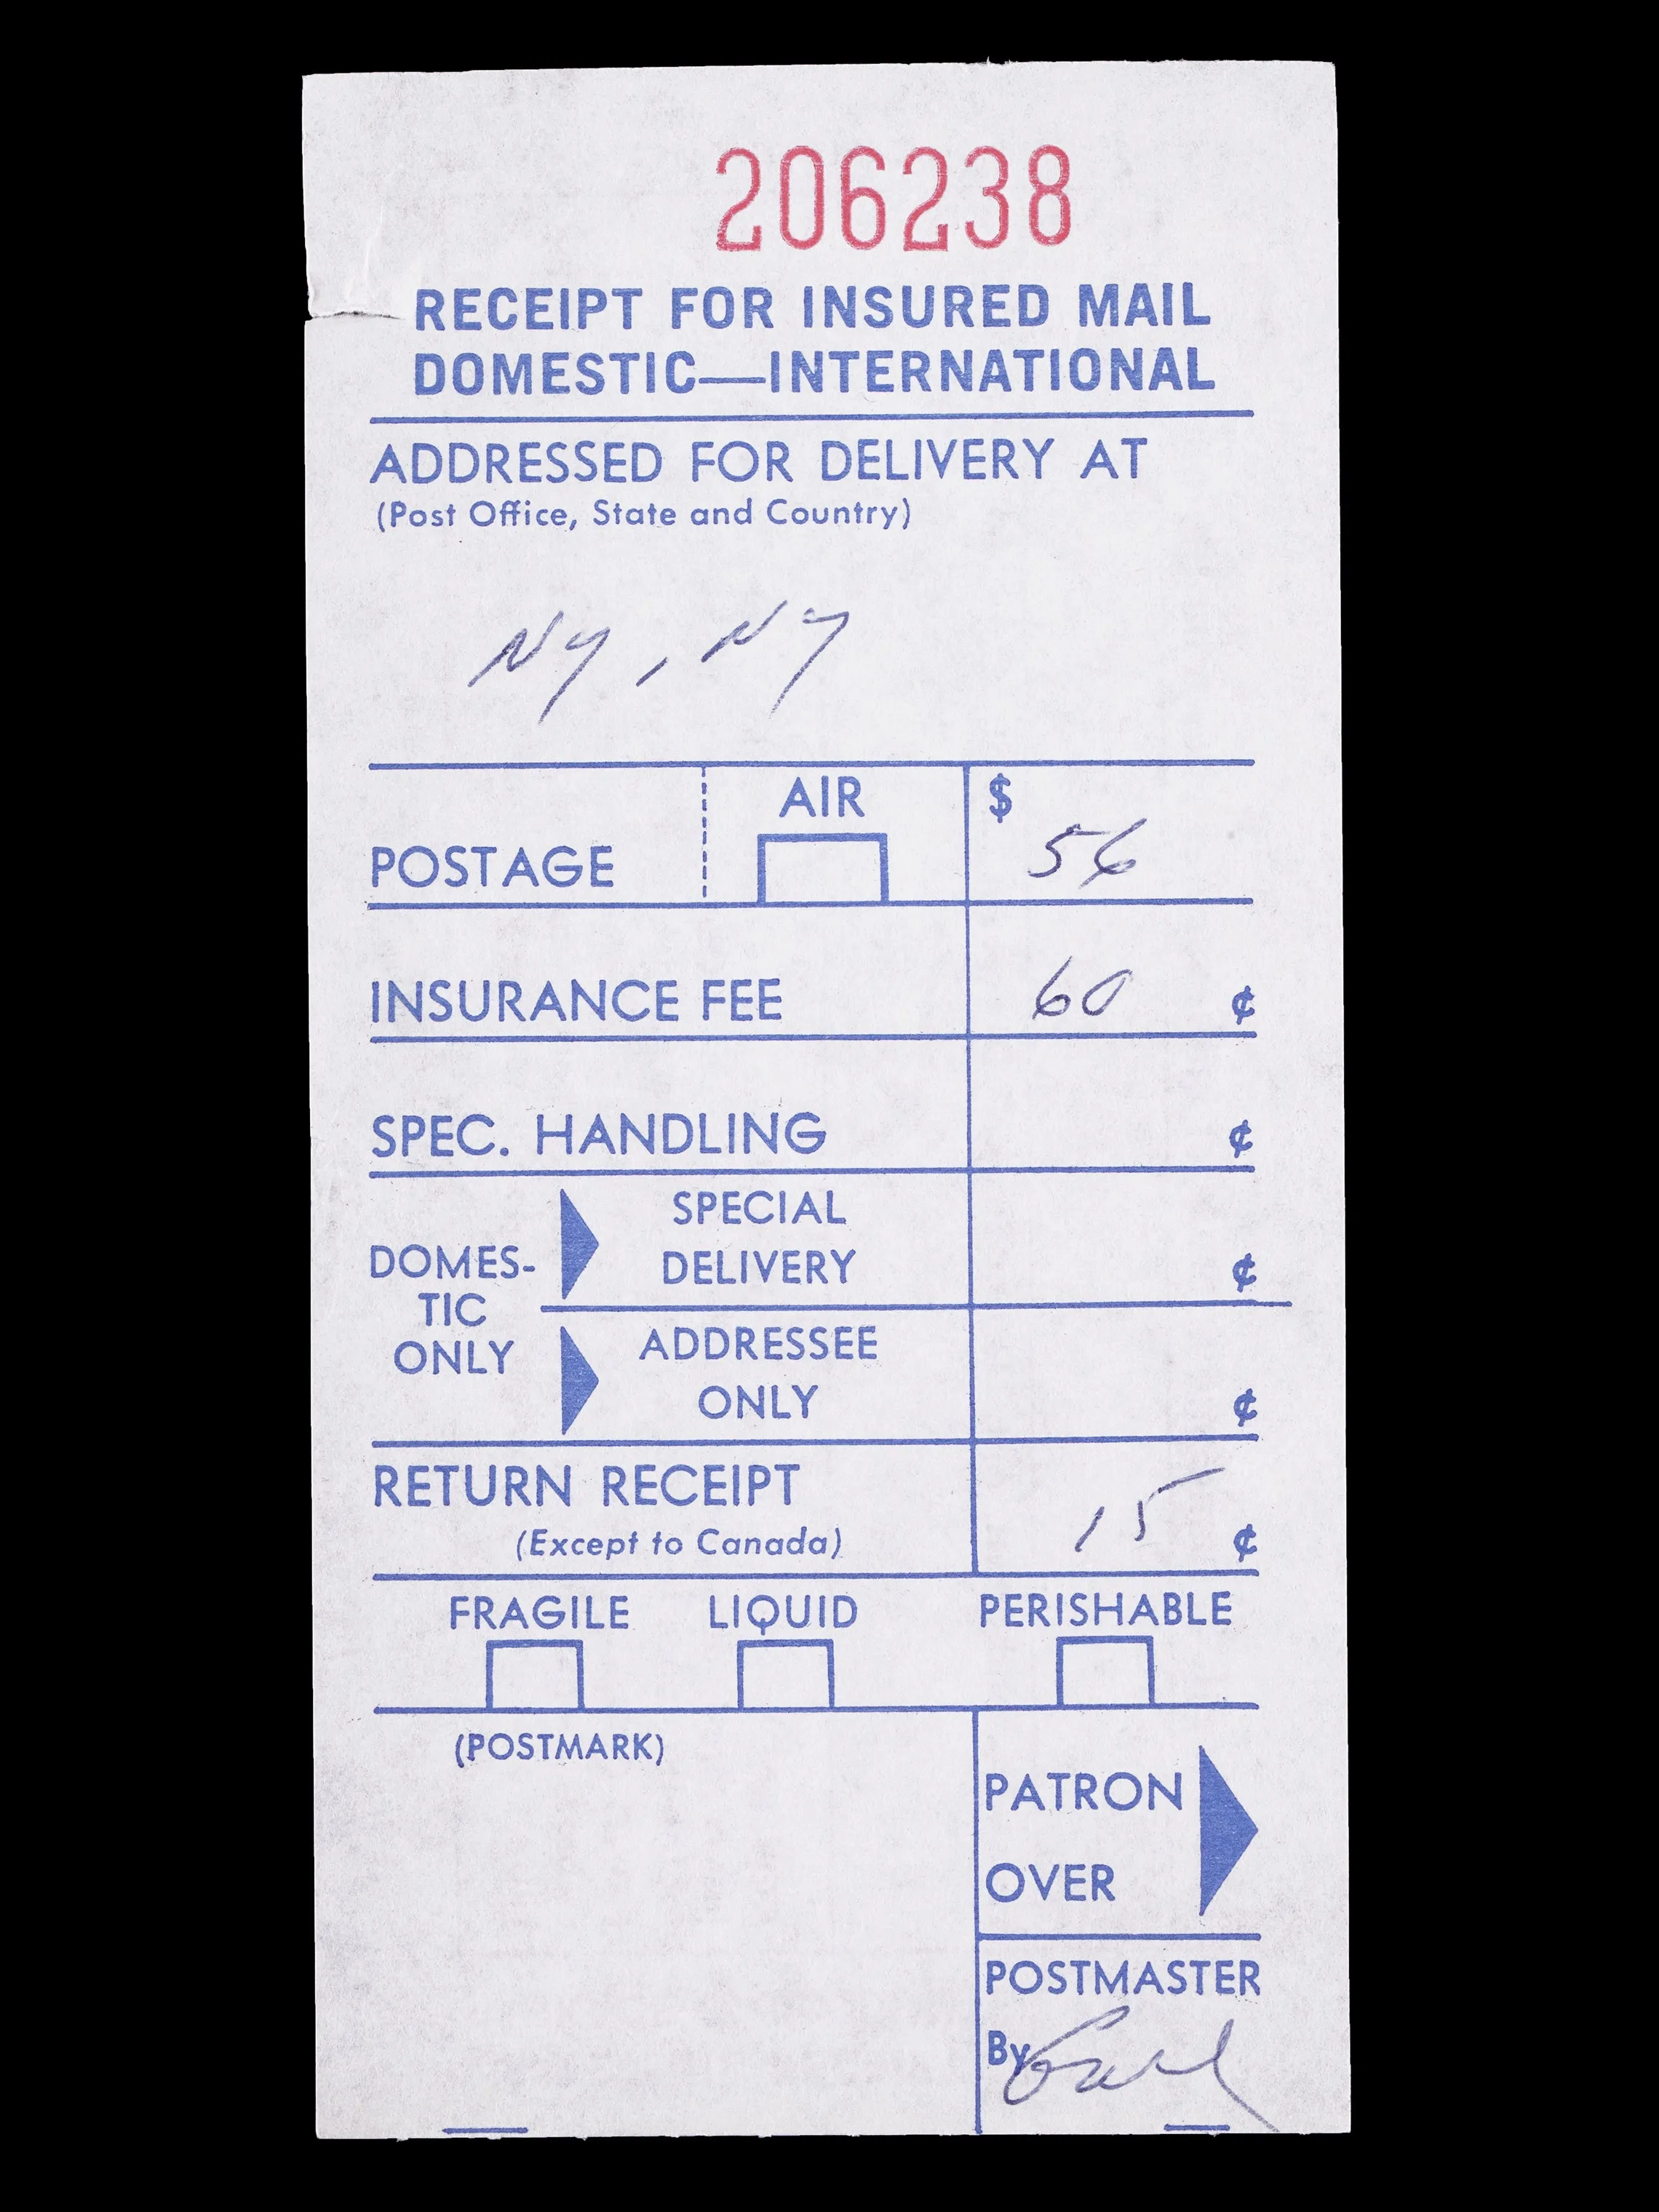 206238
RECEIPT FOR INSURED MAIL
DOMESTIC—INTERNATIONAL
ADDRESSED FOR DELIVERY AT
(Post Office, State and Country)
NY, NY
AIR
$
POSTAGE
56
INSURANCE FEE 60 ¢
SPEC. HANDLING ¢
SPECIAL
DELIVERY ¢
DOMES-
TIC
ONLY
ADDRESSEE
ONLY ¢
RETURN RECEIPT
(Except to Canada) 15 ¢
FRAGILE LIQUID PERISHABLE
(POSTMARK)
PATRON
OVER
POSTMASTER
By